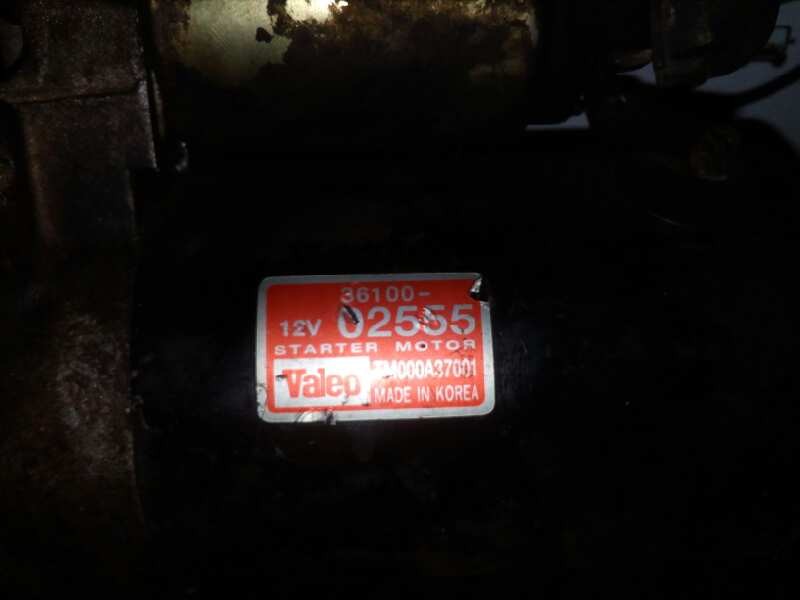 36100-
12V 02555
STARTER MOTOR
Valeo TM000A37001
MADE IN KOREA